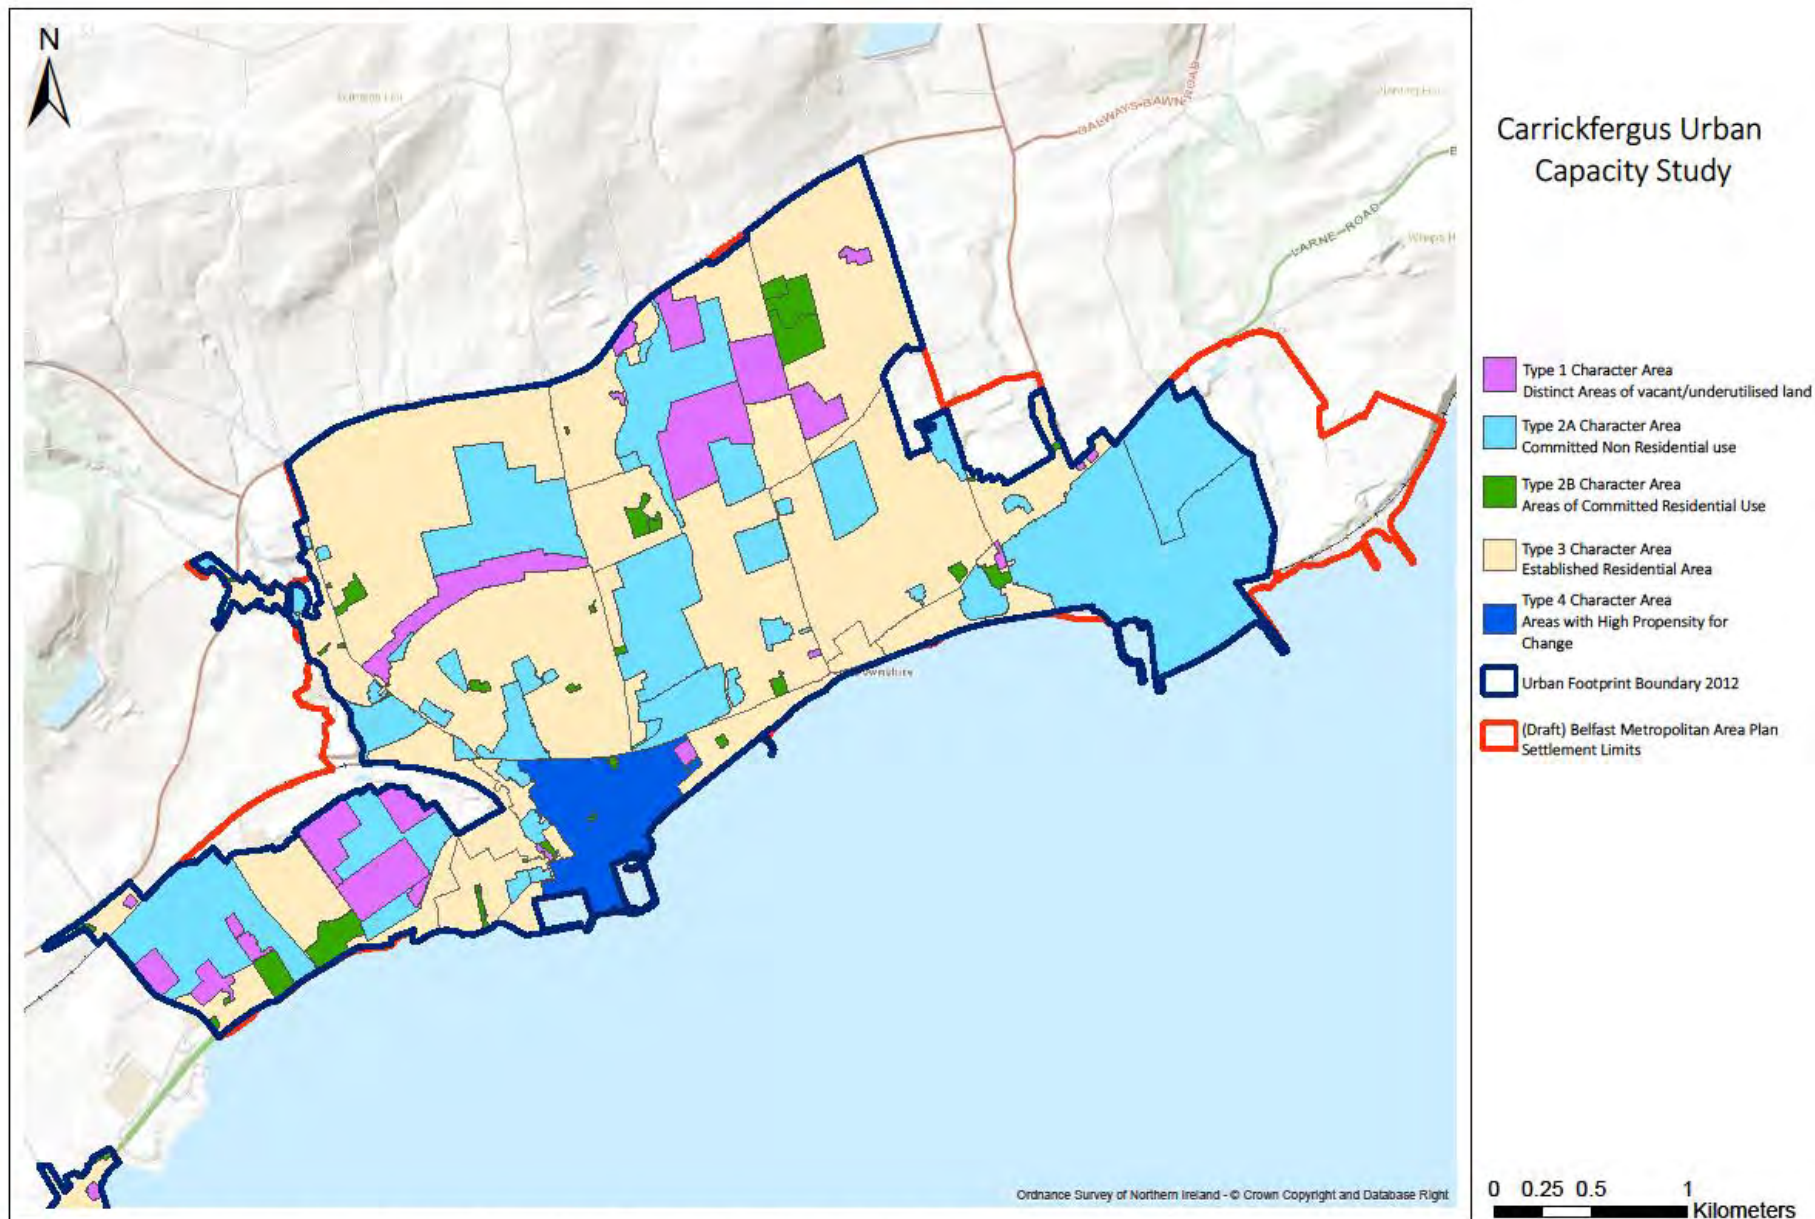 N
BALWAYS-BAWN-ROAD
LARNE-ROAD
Carrickfergus Urban
Capacity Study
Type 1 Character Area
Distinct Areas of vacant/underutilised land
Type 2A Character Area
Committed Non Residential use
Type 2B Character Area
Areas of Committed Residential Use
Type 3 Character Area
Established Residential Area
Type 4 Character Area
Areas with High Propensity for
Change
Urban Footprint Boundary 2012
(Draft) Belfast Metropolitan Area Plan
Settlement Limits
Ordnance Survey of Northern Ireland - © Crown Copyright and Database Right
0 0.25 0.5 1
Kilometers